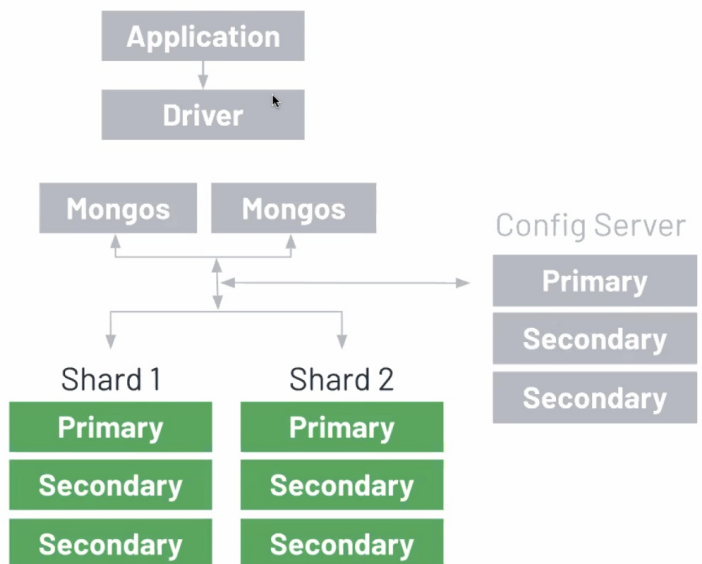 Application
Driver
Mongos
Mongos
Config Server
Primary
Secondary
Secondary
Shard 1
Primary
Secondary
Secondary
Shard 2
Primary
Secondary
Secondary